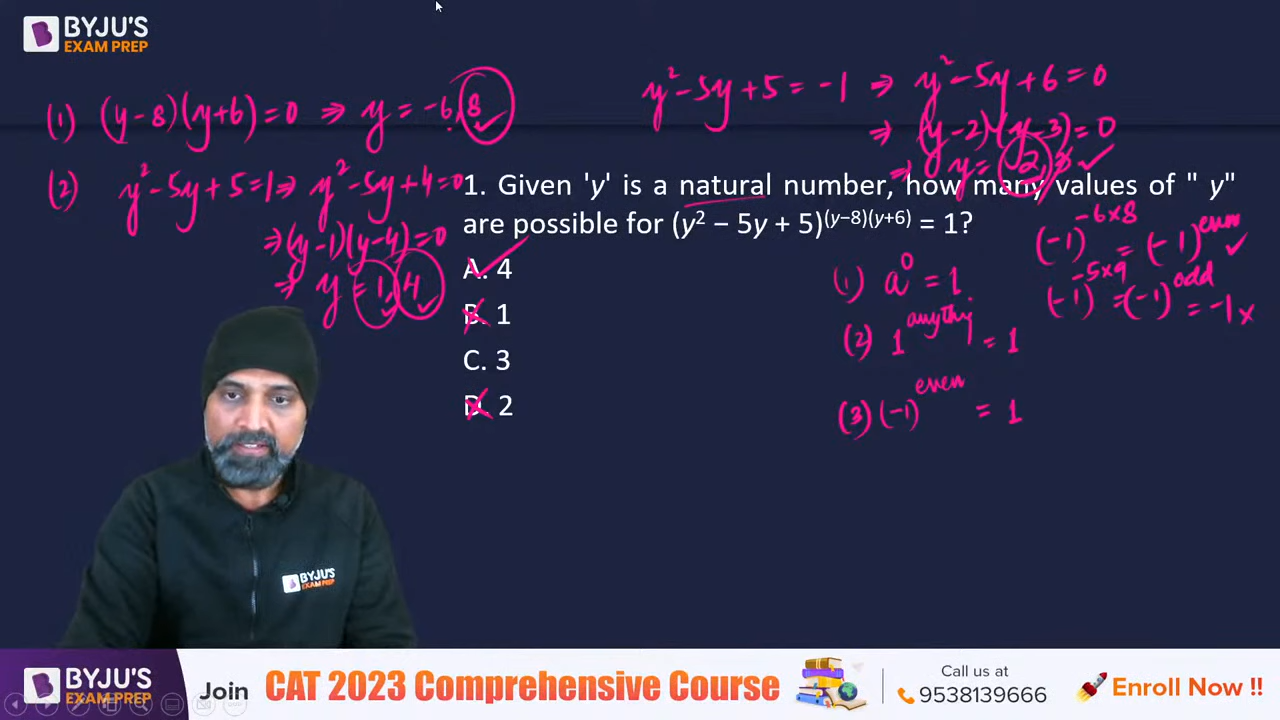 BYJU'S
EXAM PREP
(1) (y-8)(y+6)=0 ⇒ y = -6, 8
(2) y²-5y+5=1 ⇒ y²-5y+4=0
⇒ (y-1)(y-4)=0
⇒ y = 1, 4
y²-5y+5 = -1 ⇒ y²-5y+6=0
⇒ (y-2)(y-3)=0
⇒ y = 2, 3
1. Given 'y' is a natural number, how many values of " y"
are possible for (y² − 5y + 5)^(y−8)(y+6) = 1?
A. 4
B. 1
C. 3
D. 2
(1) a^0 = 1
(2) 1^anything = 1
(3) (-1)^even = 1
(-1)^-6×8 = (-1)^even
(-1)^-5×9 = (-1)^odd = -1 ×
BYJU'S
EXAM PREP
BYJU'S
EXAM PREP
Join CAT 2023 Comprehensive Course
Call us at
9538139666
Enroll Now !!